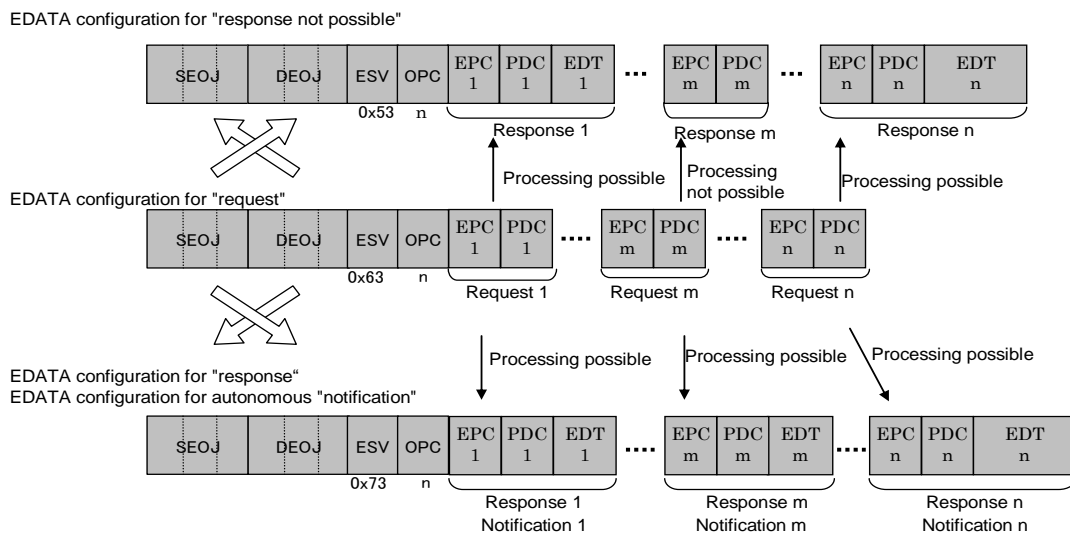 EDATA configuration for "response not possible"
SEOJ DEOJ ESV OPC EPC 1 PDC 1 EDT 1 ... EPC m PDC m ... EPC n PDC n EDT n
0x53 n
Response 1 Response m Response n
Processing possible Processing not possible Processing possible
EDATA configuration for "request"
SEOJ DEOJ ESV OPC EPC 1 PDC 1 .... EPC m PDC m .... EPC n PDC n
0x63 n
Request 1 Request m Request n
Processing possible Processing possible Processing possible
EDATA configuration for "response“
EDATA configuration for autonomous "notification"
SEOJ DEOJ ESV OPC EPC 1 PDC 1 EDT 1 .... EPC m PDC m EDT m .... EPC n PDC n EDT n
0x73 n
Response 1 Response m Response n
Notification 1 Notification m Notification n